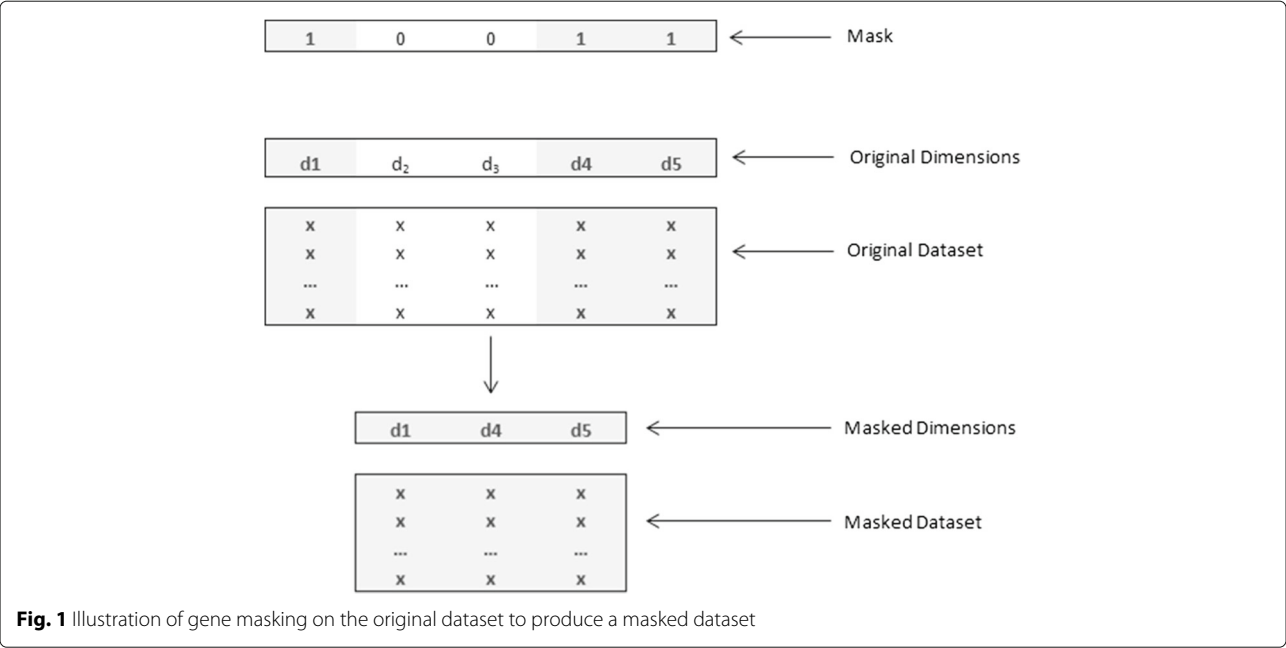 1 0 0 1 1 Mask
d1 d₂ d₃ d4 d5 Original Dimensions
x x x x x
x x x x x
Original Dataset
... ... ... ... ...
x x x x x
d1 d4 d5 Masked Dimensions
x x x
x x x Masked Dataset
... ... ...
x x x
Fig. 1 Illustration of gene masking on the original dataset to produce a masked dataset